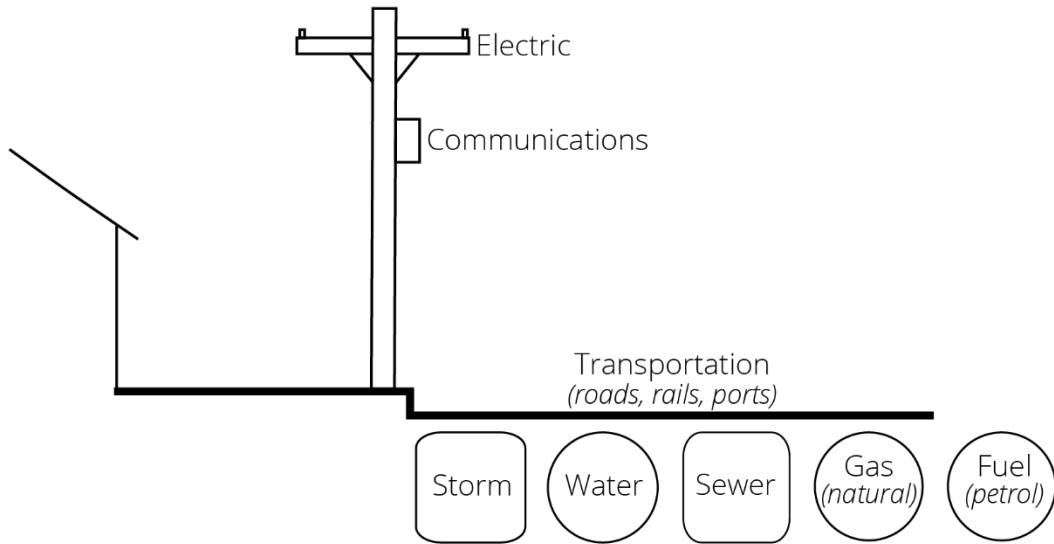 Electric
Communications
Transportation
(roads, rails, ports)
Storm
Water
Sewer
Gas
(natural)
Fuel
(petrol)